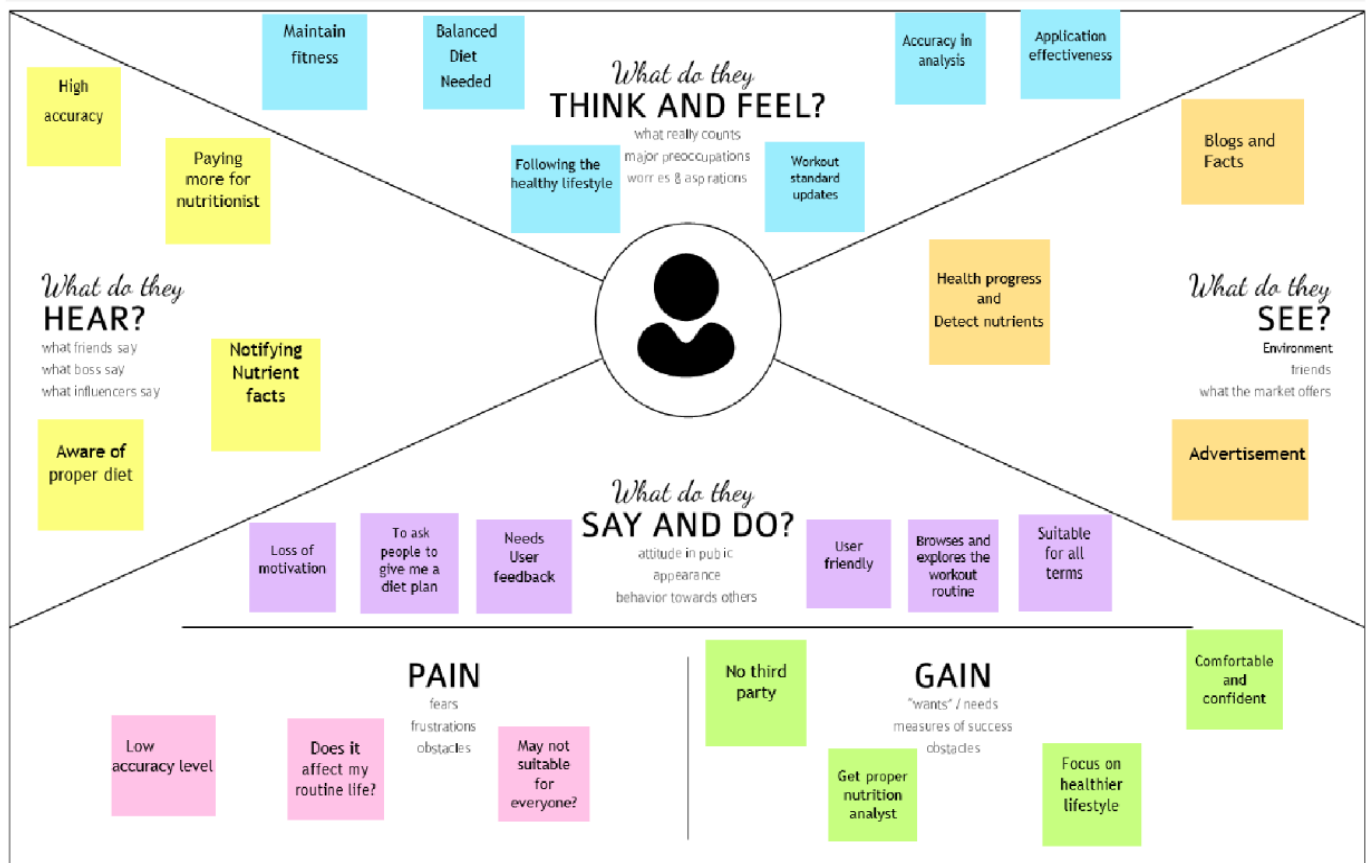 Maintain
fitness
Balanced
Diet
Needed
What do they
THINK AND FEEL?
what really counts
major preoccupations
worries & aspirations
Following the
healthy lifestyle
Workout
standard
updates
Accuracy in
analysis
Application
effectiveness
High
accuracy
Paying
more for
nutritionist
What do they
HEAR?
what friends say
what boss say
what influencers say
Notifying
Nutrient
facts
Aware of
proper diet
Blogs and
Facts
Health progress
and
Detect nutrients
What do they
SEE?
Environment
friends
what the market offers
Advertisement
What do they
SAY AND DO?
attitude in public
appearance
behavior towards others
Loss of
motivation
To ask
people to
give me a
diet plan
Needs
User
feedback
User
friendly
Browses and
explores the
workout
routine
Suitable
for all
terms
PAIN
fears
frustrations
obstacles
Low
accuracy level
Does it
affect my
routine life?
May not
suitable
for
everyone?
GAIN
"wants" / needs
measures of success
obstacles
No third
party
Get proper
nutrition
analyst
Focus on
healthier
lifestyle
Comfortable
and
confident